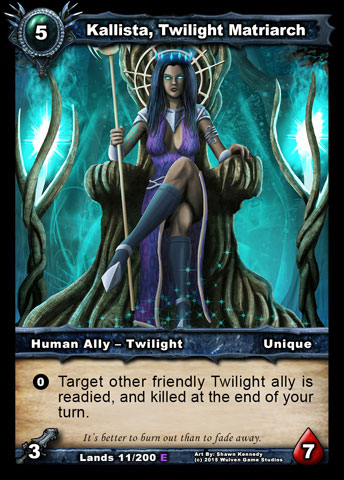 5 Kallista, Twilight Matriarch
Human Ally – Twilight Unique
0 Target other friendly Twilight ally is
readied, and killed at the end of your
turn.
It's better to burn out than to fade away.
3 Lands 11/200 E Art By: Shawn Kennedy
(c) 2015 Wulven Game Studios 7